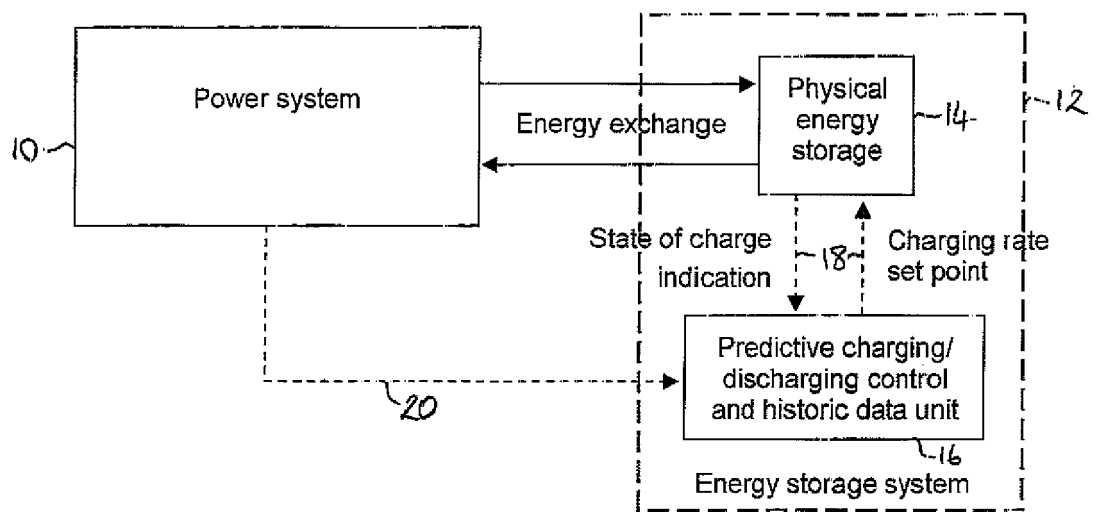 Power system
10
Energy exchange
Physical
energy
storage
14
12
State of charge
indication
18
Charging rate
set point
Predictive charging/
discharging control
and historic data unit
16
20
Energy storage system